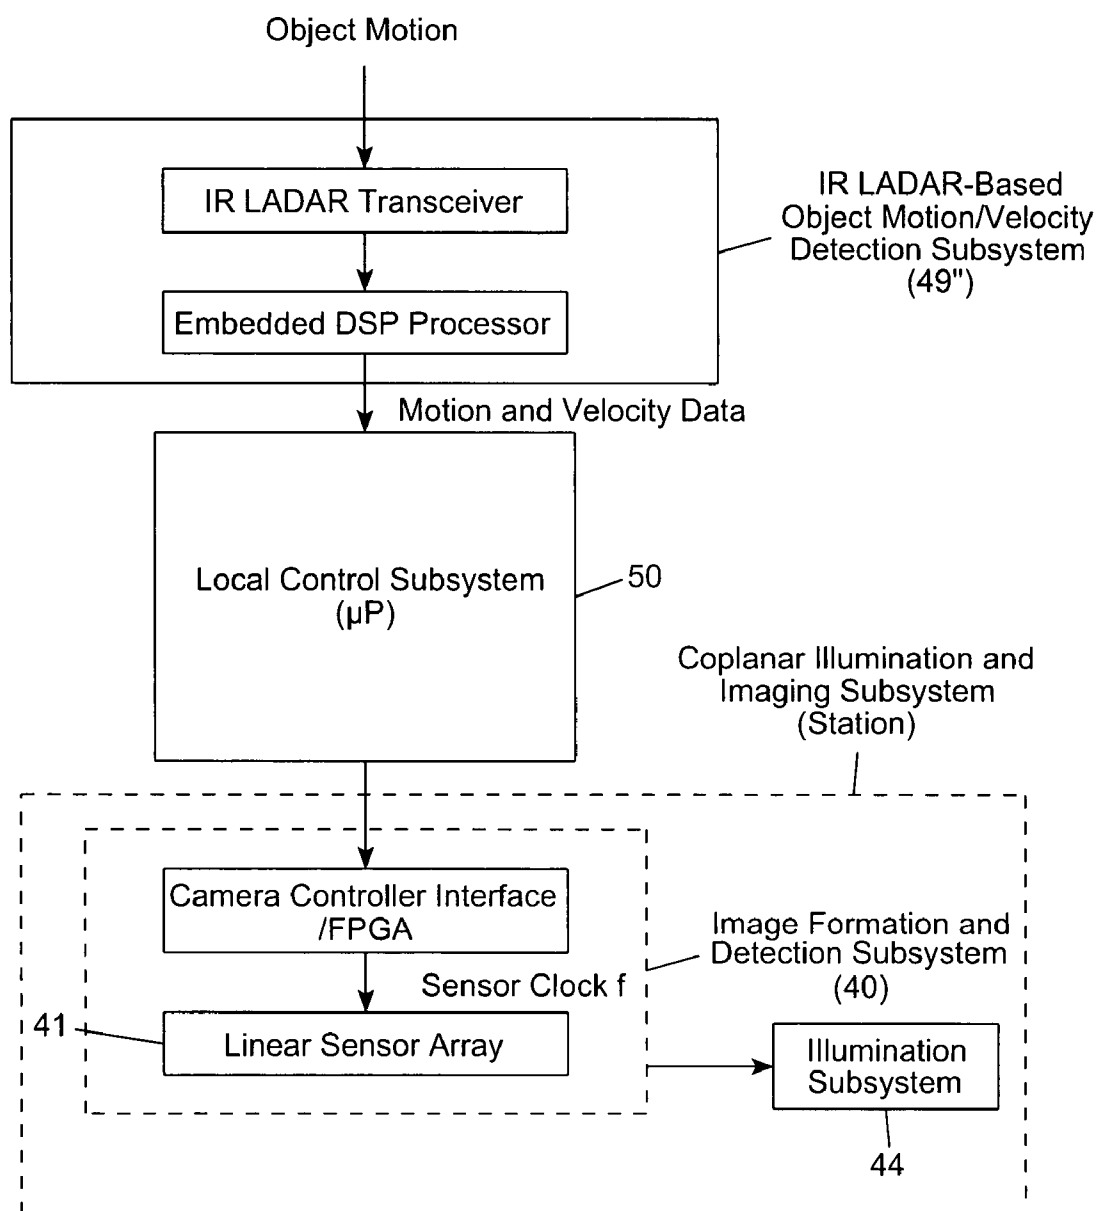 Object Motion
IR LADAR Transceiver
IR LADAR-Based
Object Motion/Velocity
Detection Subsystem
(49")
Embedded DSP Processor
Motion and Velocity Data
Local Control Subsystem
(µP)
50
Coplanar Illumination and
Imaging Subsystem
(Station)
Camera Controller Interface
/FPGA
Image Formation and
Detection Subsystem
(40)
Sensor Clock f
41
Linear Sensor Array
Illumination
Subsystem
44